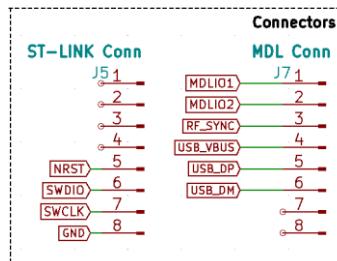 Connectors
ST-LINK Conn
J5
1
2
3
4
NRST 5
SWDIO 6
SWCLK 7
GND 8
MDL Conn
J7
MDLIO1 1
MDLIO2 2
RF_SYNC 3
USB_VBUS 4
USB_DP 5
USB_DM 6
7
8